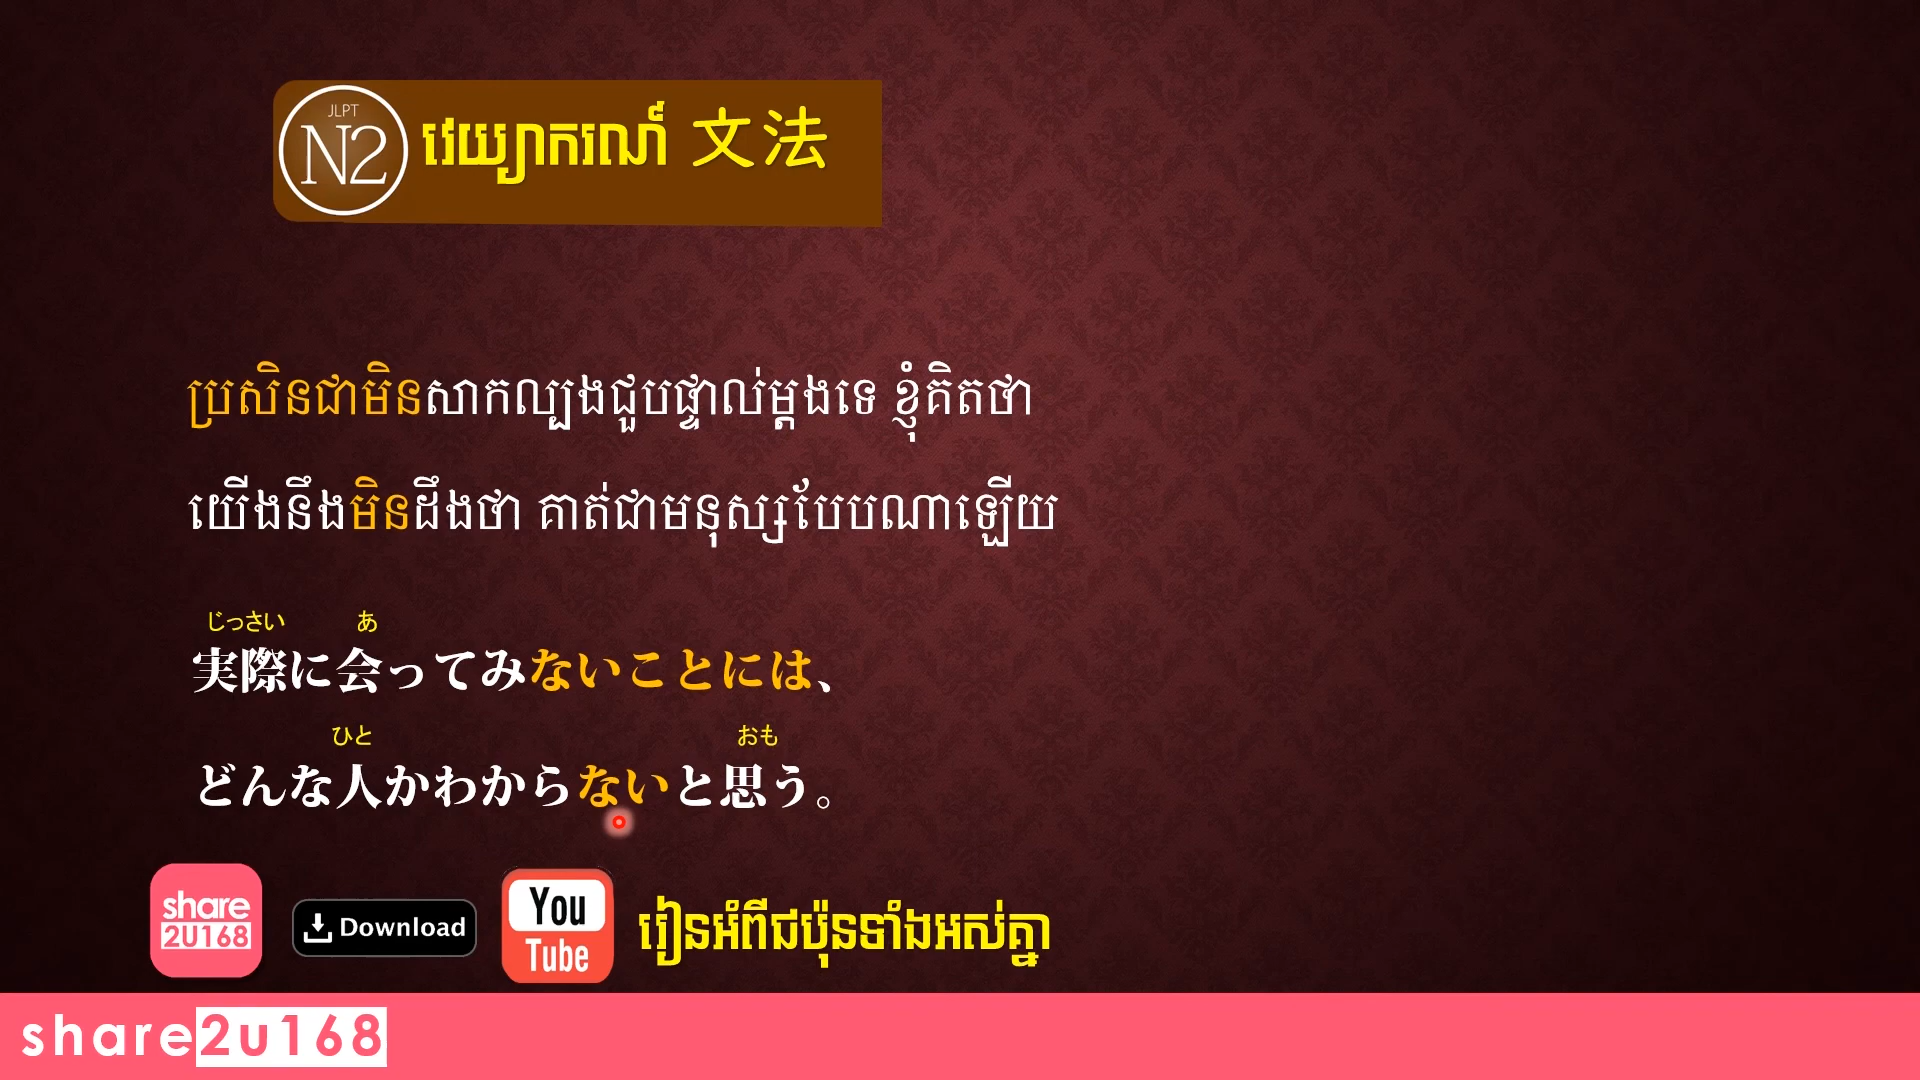 JLPT
N2
វេយ្យាករណ៍ 文法
ប្រសិនជាមិនសាកល្បងជួបផ្ទាល់ម្តងទេ ខ្ញុំគិតថា
យើងនឹងមិនដឹងថា គាត់ជាមនុស្សបែបណាឡើយ
じっさい あ
実際に会ってみないことには、
ひと おも
どんな人かわからないと思う。
share
2U168
Download
You
Tube
រៀនអំពីជប៉ុនទាំងអស់គ្នា
share2u168